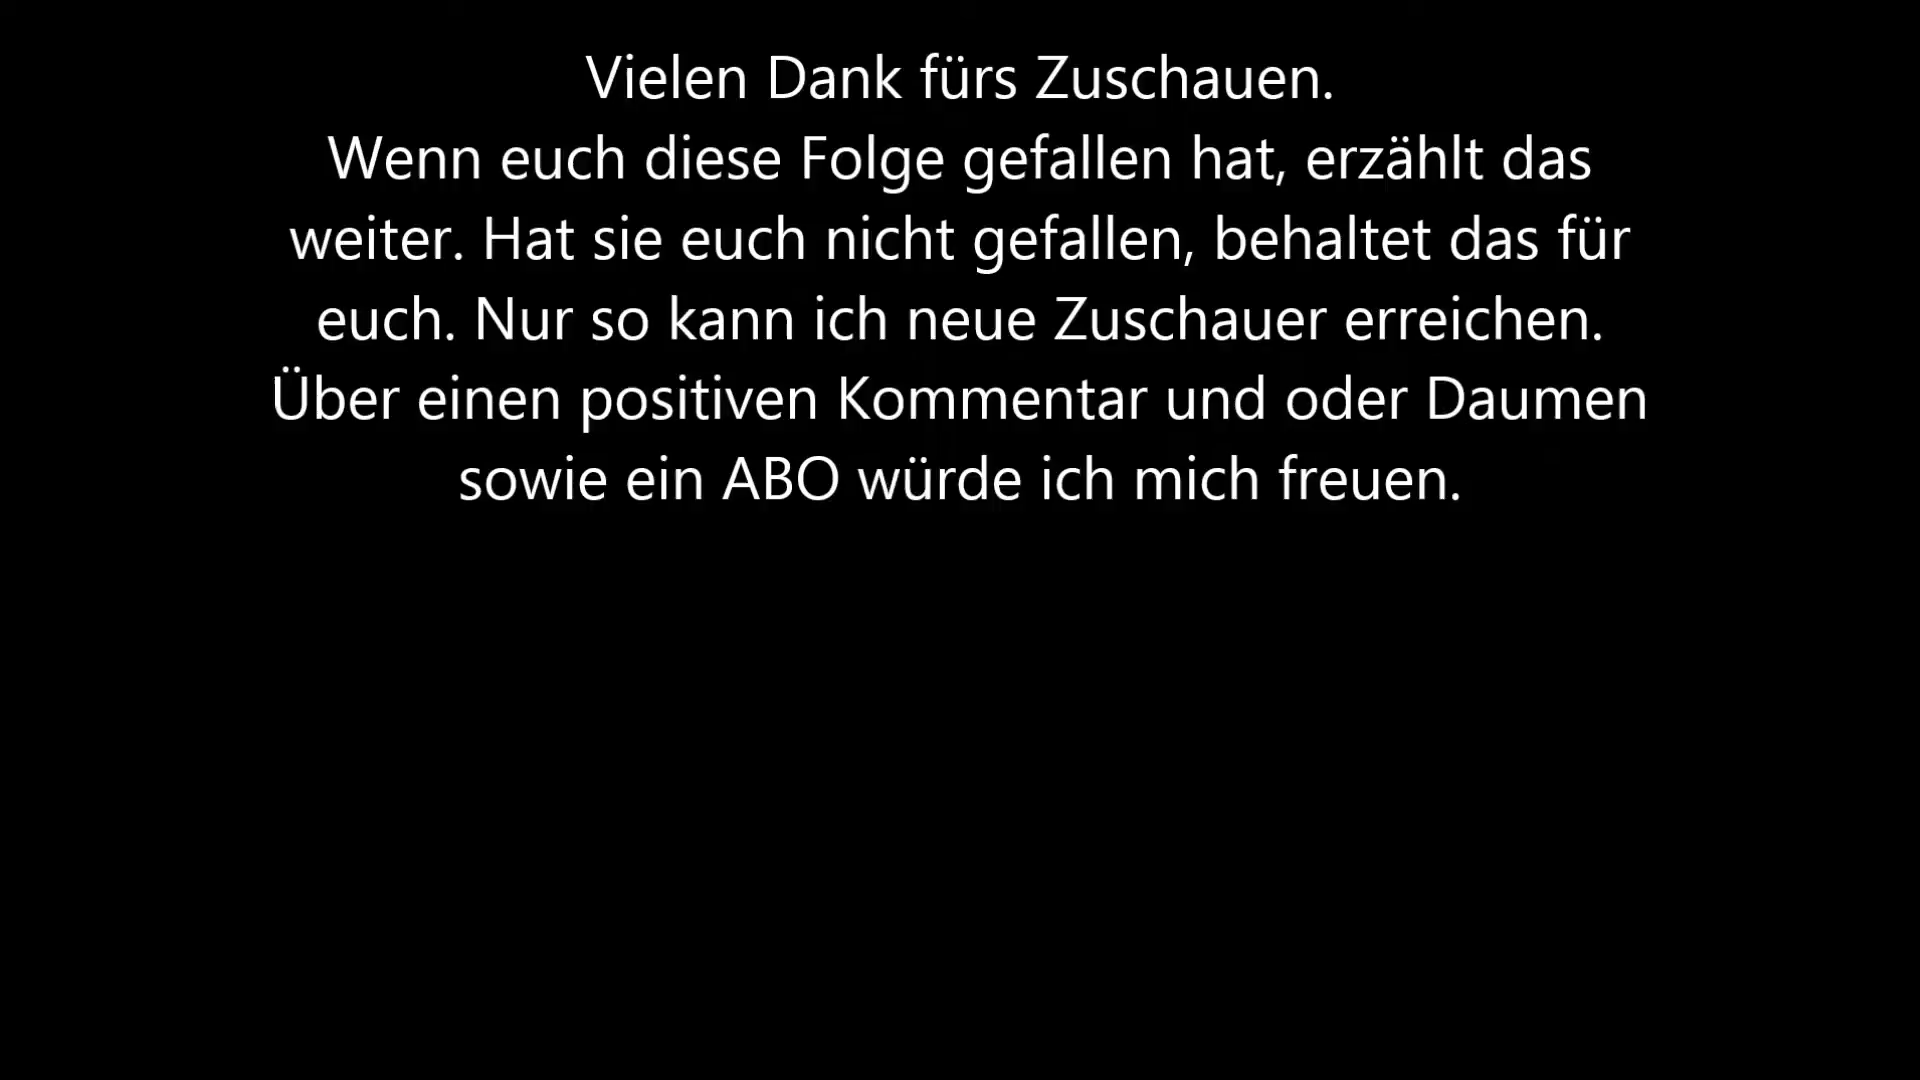 Vielen Dank fürs Zuschauen.
Wenn euch diese Folge gefallen hat, erzählt das
weiter. Hat sie euch nicht gefallen, behaltet das für
euch. Nur so kann ich neue Zuschauer erreichen.
Über einen positiven Kommentar und oder Daumen
sowie ein ABO würde ich mich freuen.